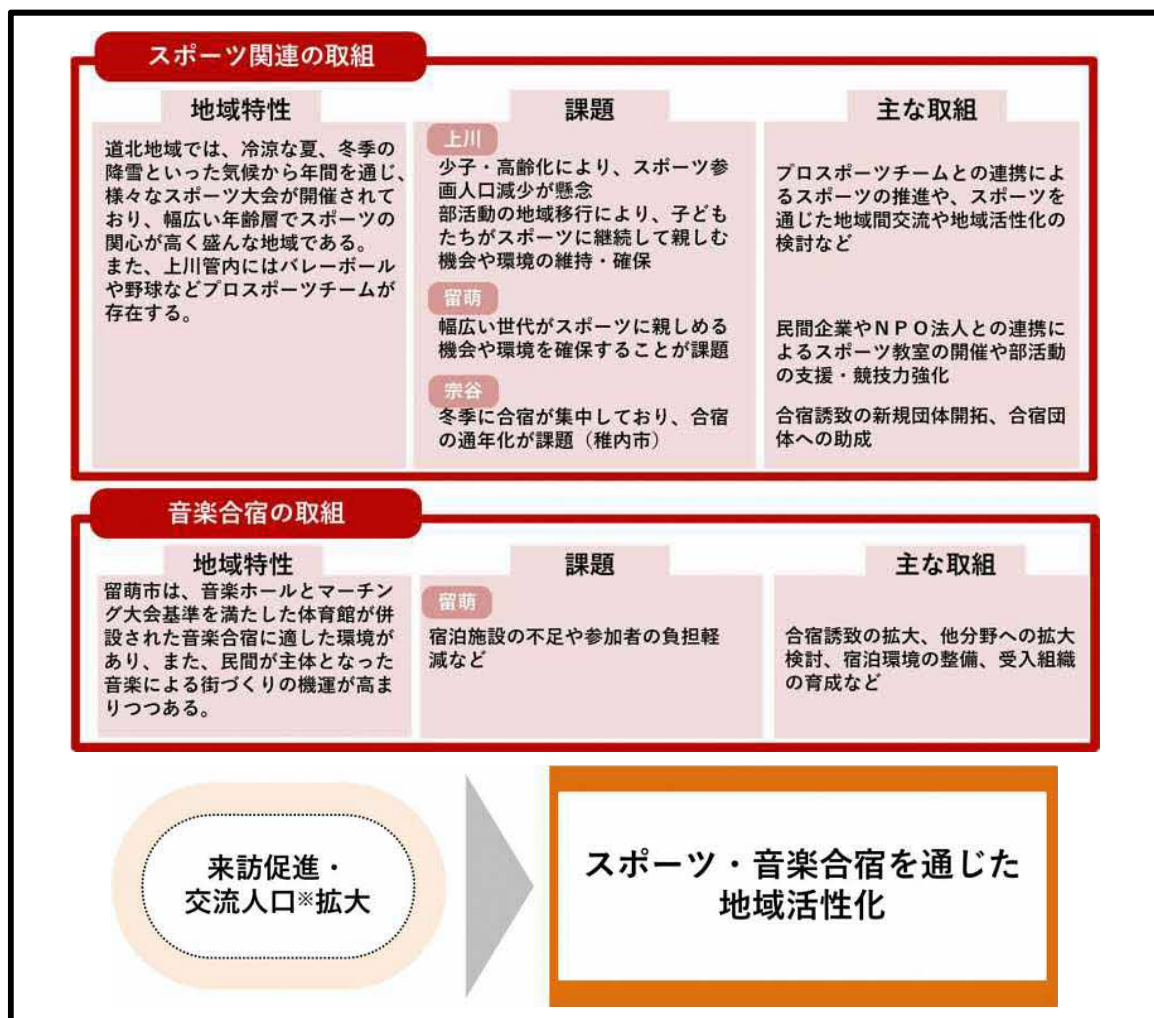 スポーツ関連の取組
地域特性
道北地域では、冷涼な夏、冬季の
降雪といった気候から年間を通じ、
様々なスポーツ大会が開催されて
おり、幅広い年齢層でスポーツの
関心が高く盛んな地域である。
また、上川管内にはバレーボール
や野球などプロスポーツチームが
存在する。
課題
上川
少子・高齢化により、スポーツ参
画人口減少が懸念
部活動の地域移行により、子ども
たちがスポーツに継続して親しむ
機会や環境の維持・確保
留萌
幅広い世代がスポーツに親しめる
機会や環境を確保することが課題
宗谷
冬季に合宿が集中しており、合宿
の通年化が課題（稚内市）
主な取組
プロスポーツチームとの連携によ
るスポーツの推進や、スポーツを
通じた地域間交流や地域活性化の
検討など
民間企業やＮＰＯ法人との連携に
よるスポーツ教室の開催や部活動
の支援・競技力強化
合宿誘致の新規団体開拓、合宿団
体への助成
音楽合宿の取組
地域特性
留萌市は、音楽ホールとマーチン
グ大会基準を満たした体育館が併
設された音楽合宿に適した環境が
あり、また、民間が主体となった
音楽による街づくりの機運が高ま
りつつある。
課題
留萌
宿泊施設の不足や参加者の負担軽
減など
主な取組
合宿誘致の拡大、他分野への拡大
検討、宿泊環境の整備、受入組織
の育成など
来訪促進・
交流人口※拡大
スポーツ・音楽合宿を通じた
地域活性化